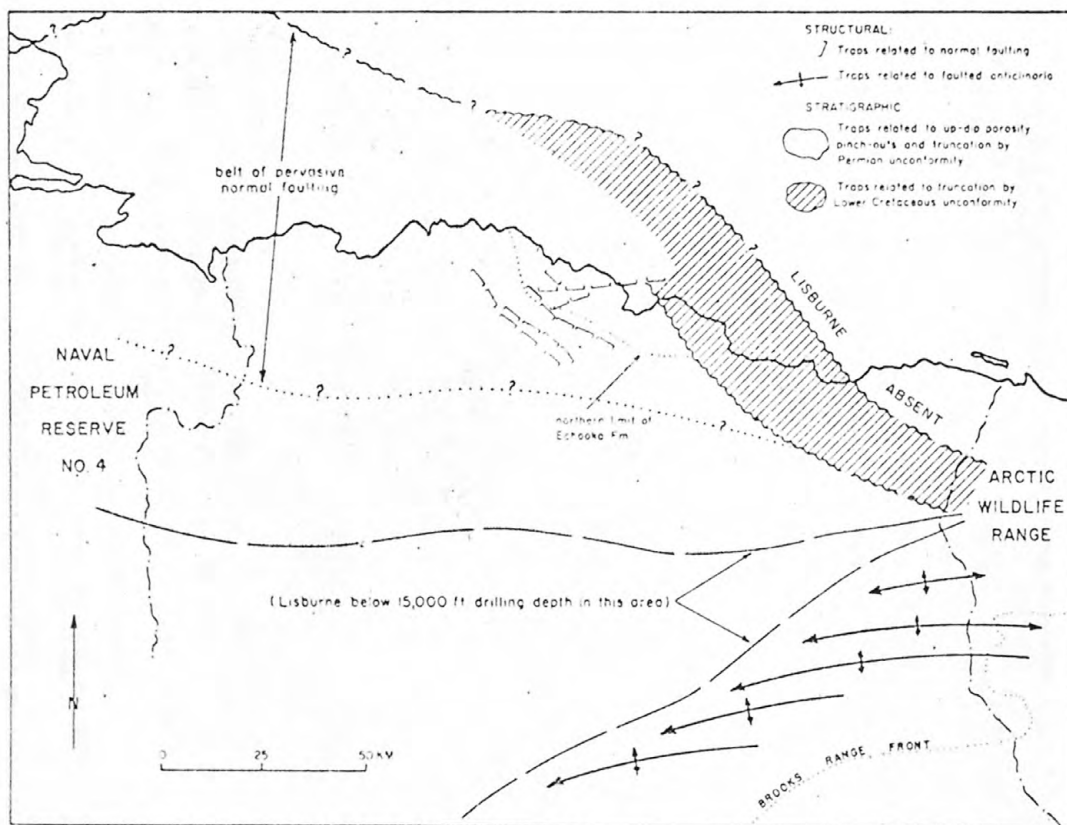 STRUCTURAL:
Traps related to normal faulting
Traps related to faulted anticlinoria
STRATIGRAPHIC
Traps related to up-dip porosity
pinch-outs and truncation by
Permian unconformity
Traps related to truncation by
Lower Cretaceous unconformity
?
?
?
?
?
belt of pervasive
normal faulting
LISBURNE
ABSENT
NAVAL
PETROLEUM
RESERVE
NO. 4
?
?
?
?
northern limit of
Echooka Fm
ARCTIC
WILDLIFE
RANGE
(Lisburne below 15,000 ft drilling depth in this area)
N
0 25 50 KM
BROOKS RANGE FRONT